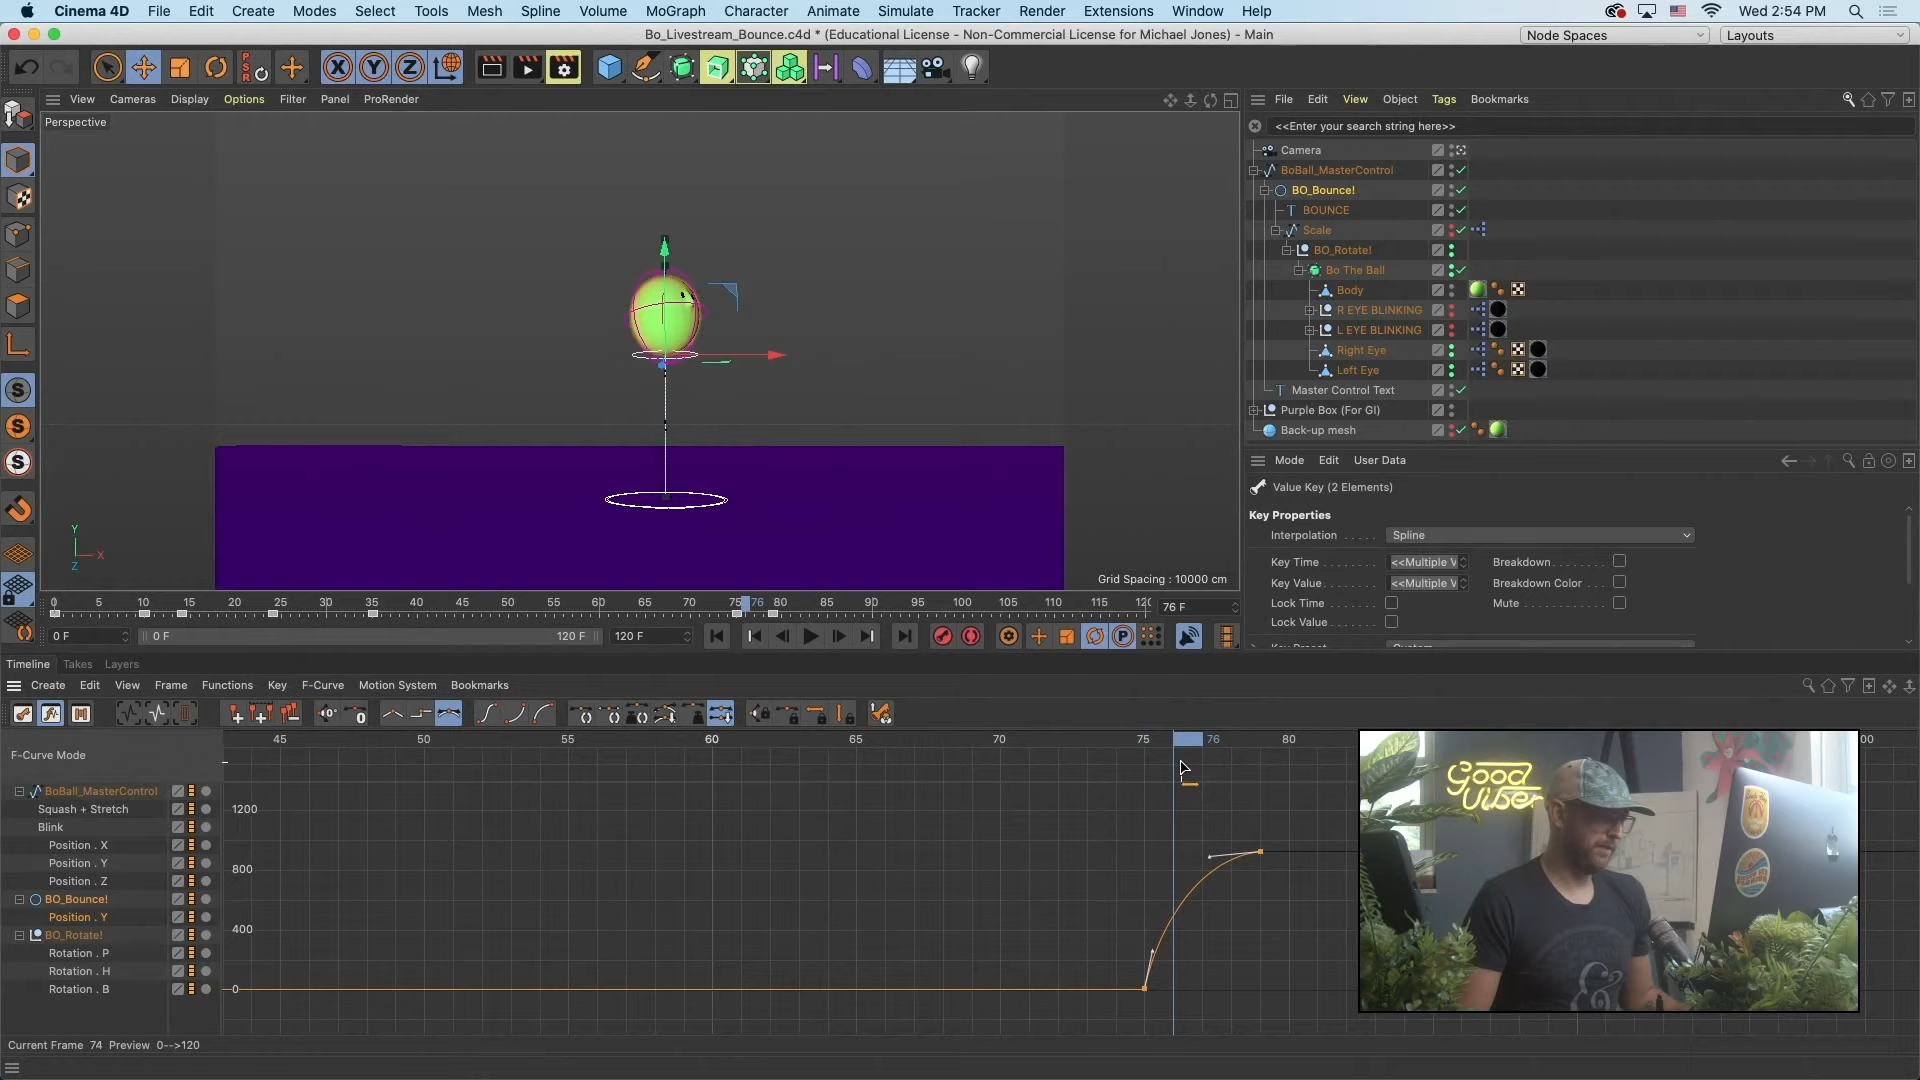 Cinema 4D File Edit Create Modes Select Tools Mesh Spline Volume MoGraph Character Animate Simulate Tracker Render Extensions Window Help Wed 2:54 PM
Bo_Livestream_Bounce.c4d * (Educational License - Non-Commercial License for Michael Jones) - Main
Node Spaces
Layouts
X Y Z
View Cameras Display Options Filter Panel ProRender
Perspective
Y
X
Z
Grid Spacing : 10000 cm
File Edit View Object Tags Bookmarks
<<Enter your search string here>>
Camera
BoBall_MasterControl
BO_Bounce!
BOUNCE
Scale
BO_Rotate!
Bo The Ball
Body
R EYE BLINKING
L EYE BLINKING
Right Eye
Left Eye
Master Control Text
Purple Box (For GI)
Back-up mesh
Mode Edit User Data
Value Key (2 Elements)
Key Properties
Interpolation . . . . . Spline
Key Time . . . . . . . . <<Multiple V
Breakdown . . . . . . .
Key Value . . . . . . . . <<Multiple V
Breakdown Color . . .
Lock Time . . . . . . .
Mute . . . . . . . . . . .
Lock Value . . . . . . .
0 5 10 15 20 25 30 35 40 45 50 55 60 65 70 75 76 80 85 90 95 100 105 110 115
76 F
0 F
0 F
120 F
120 F
Timeline Takes Layers
Create Edit View Frame Functions Key F-Curve Motion System Bookmarks
F-Curve Mode
45 50 55 60 65 70 75 76 80
BoBall_MasterControl
Squash + Stretch
Blink
Position . X
Position . Y
Position . Z
BO_Bounce!
Position . Y
BO_Rotate!
Rotation . P
Rotation . H
Rotation . B
1200
800
400
0
Good
Vibes
Current Frame 74 Preview 0-->120